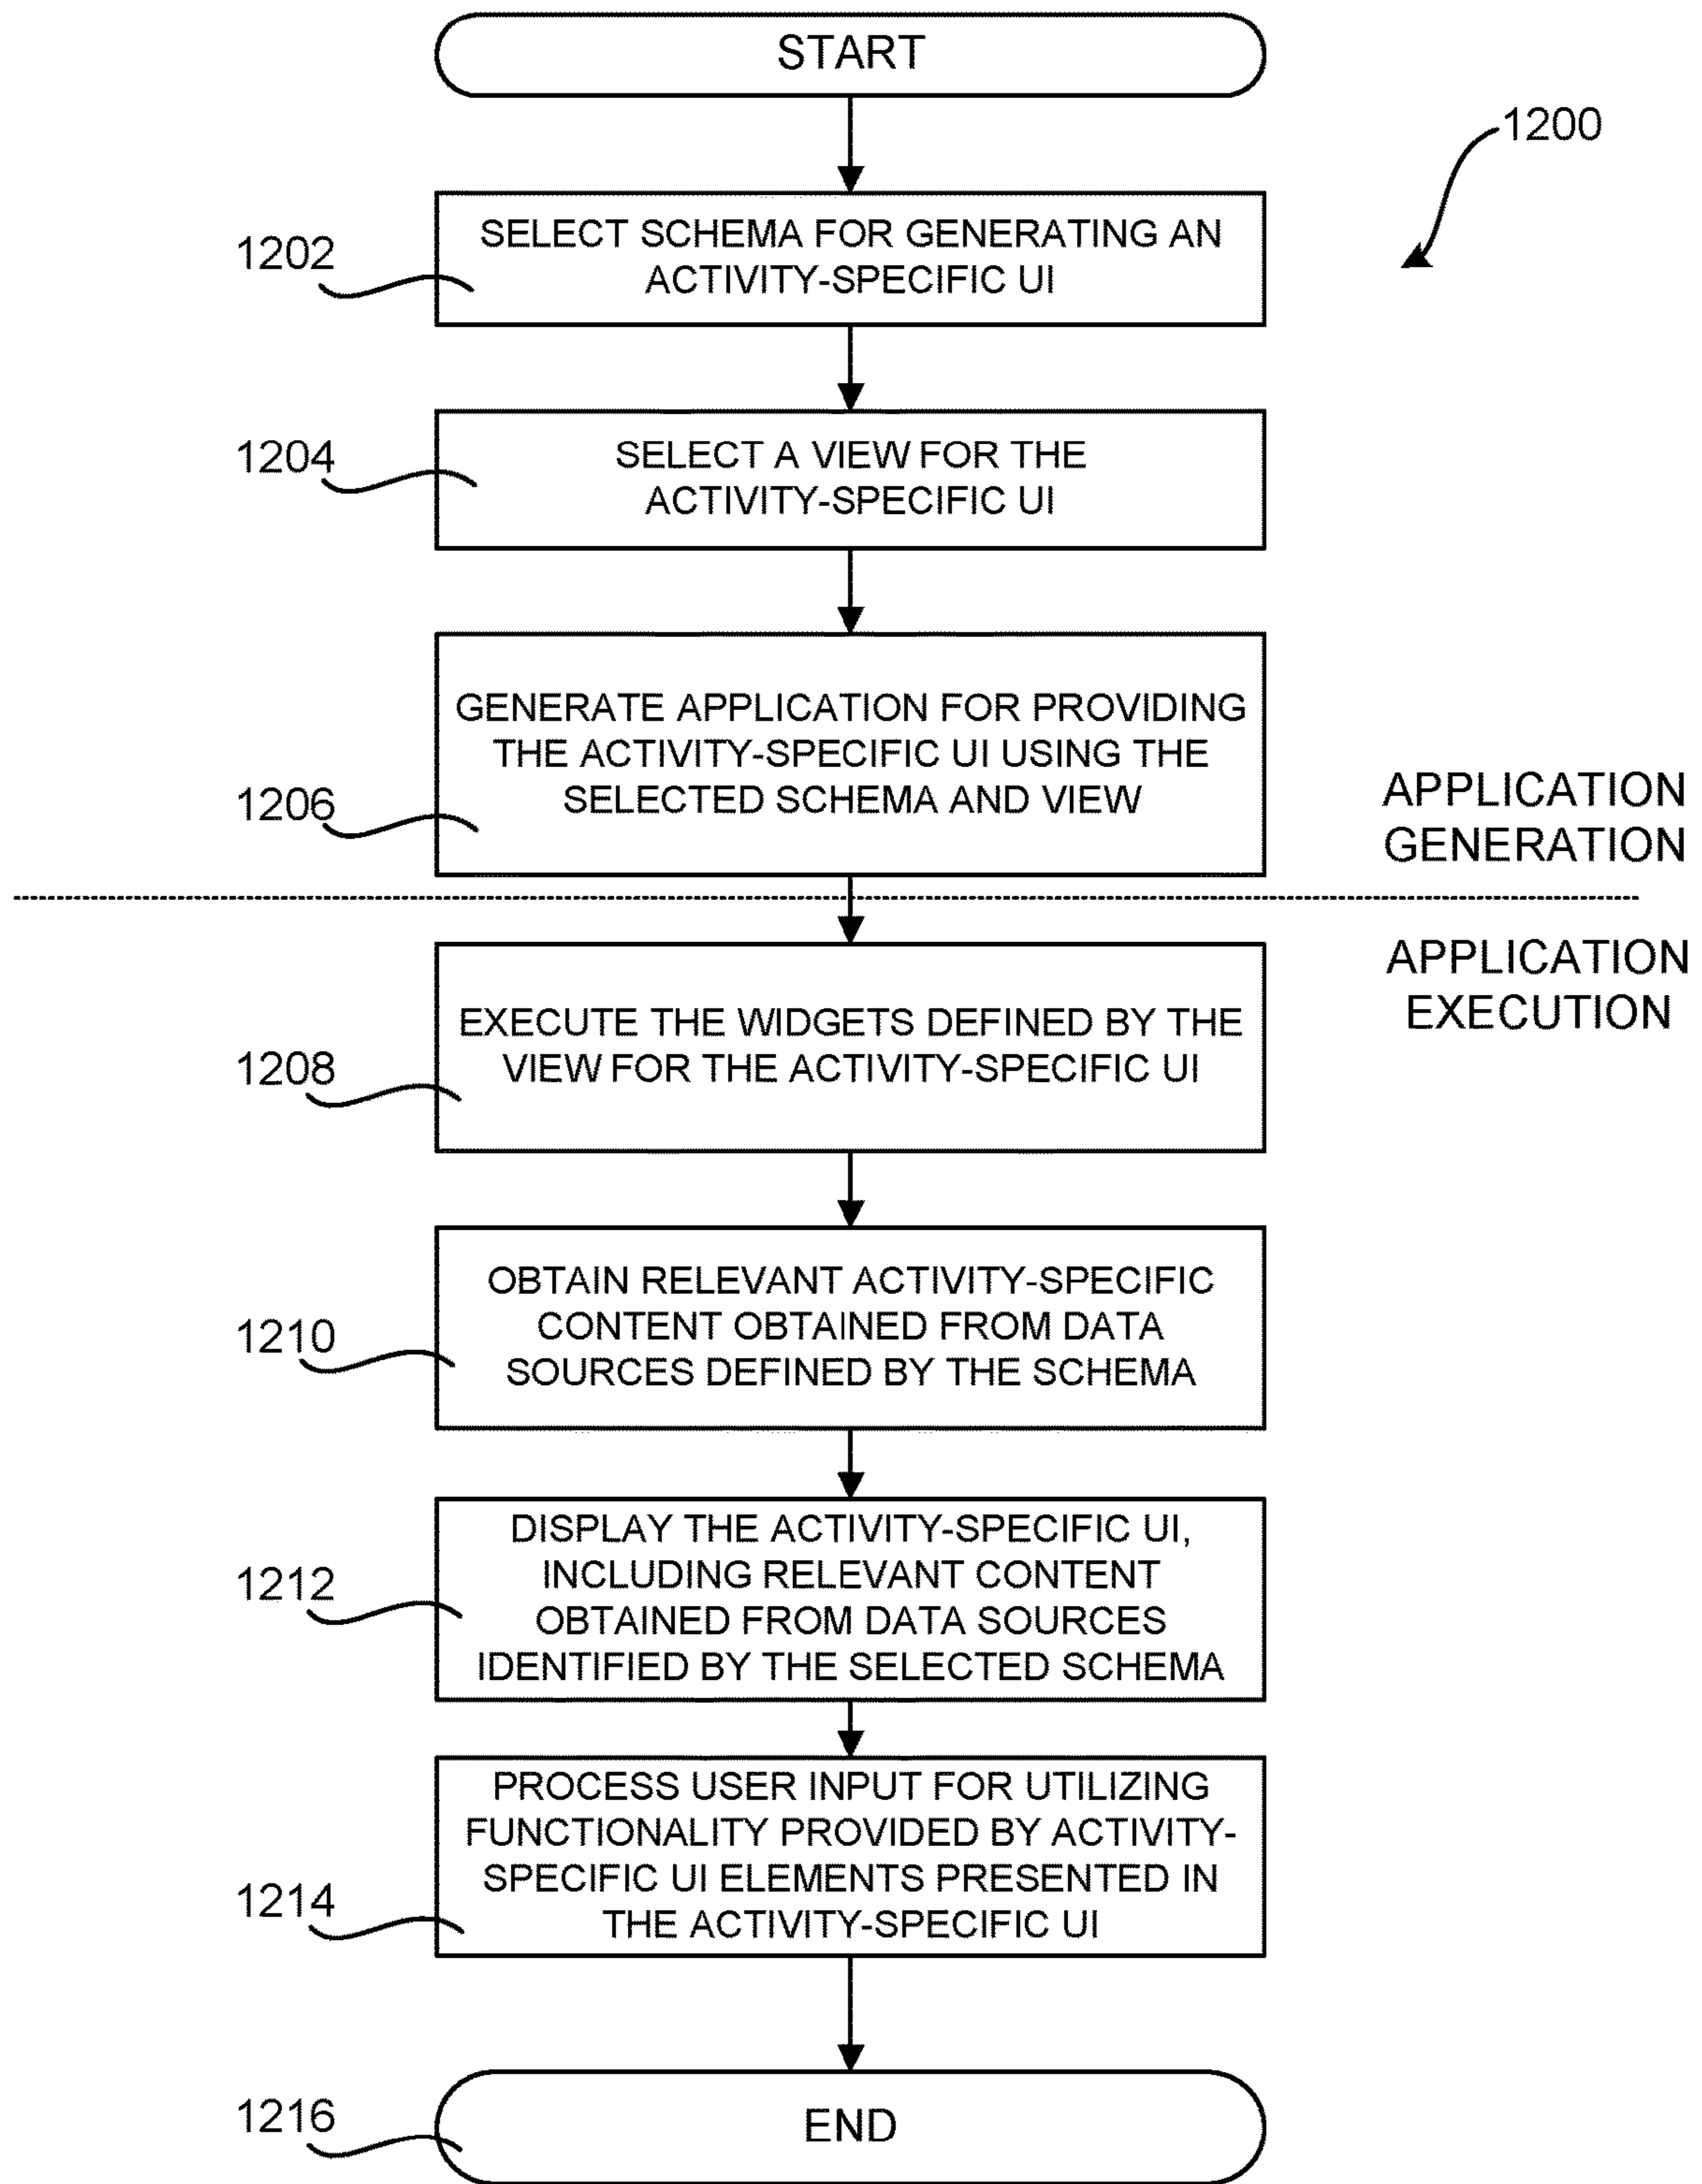 START
1200
1202
SELECT SCHEMA FOR GENERATING AN
ACTIVITY-SPECIFIC UI
1204
SELECT A VIEW FOR THE
ACTIVITY-SPECIFIC UI
1206
GENERATE APPLICATION FOR PROVIDING
THE ACTIVITY-SPECIFIC UI USING THE
SELECTED SCHEMA AND VIEW
APPLICATION
GENERATION
APPLICATION
EXECUTION
1208
EXECUTE THE WIDGETS DEFINED BY THE
VIEW FOR THE ACTIVITY-SPECIFIC UI
1210
OBTAIN RELEVANT ACTIVITY-SPECIFIC
CONTENT OBTAINED FROM DATA
SOURCES DEFINED BY THE SCHEMA
1212
DISPLAY THE ACTIVITY-SPECIFIC UI,
INCLUDING RELEVANT CONTENT
OBTAINED FROM DATA SOURCES
IDENTIFIED BY THE SELECTED SCHEMA
1214
PROCESS USER INPUT FOR UTILIZING
FUNCTIONALITY PROVIDED BY ACTIVITY-
SPECIFIC UI ELEMENTS PRESENTED IN
THE ACTIVITY-SPECIFIC UI
1216
END